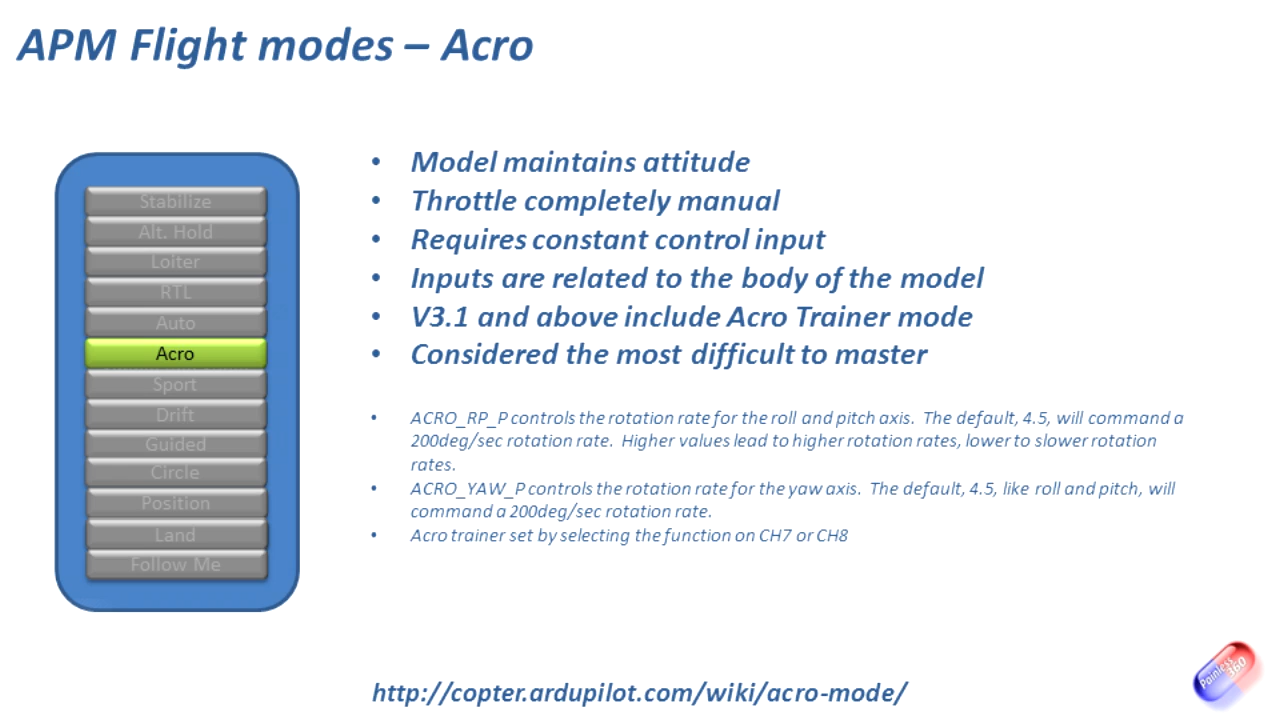 APM Flight modes – Acro
Stabilize
Alt. Hold
Loiter
RTL
Auto
Acro
Sport
Drift
Guided
Circle
Position
Land
Follow Me
• Model maintains attitude
• Throttle completely manual
• Requires constant control input
• Inputs are related to the body of the model
• V3.1 and above include Acro Trainer mode
• Considered the most difficult to master
• ACRO_RP_P controls the rotation rate for the roll and pitch axis. The default, 4.5, will command a
200deg/sec rotation rate. Higher values lead to higher rotation rates, lower to slower rotation
rates.
• ACRO_YAW_P controls the rotation rate for the yaw axis. The default, 4.5, like roll and pitch, will
command a 200deg/sec rotation rate.
• Acro trainer set by selecting the function on CH7 or CH8
http://copter.ardupilot.com/wiki/acro-mode/
Painless
360